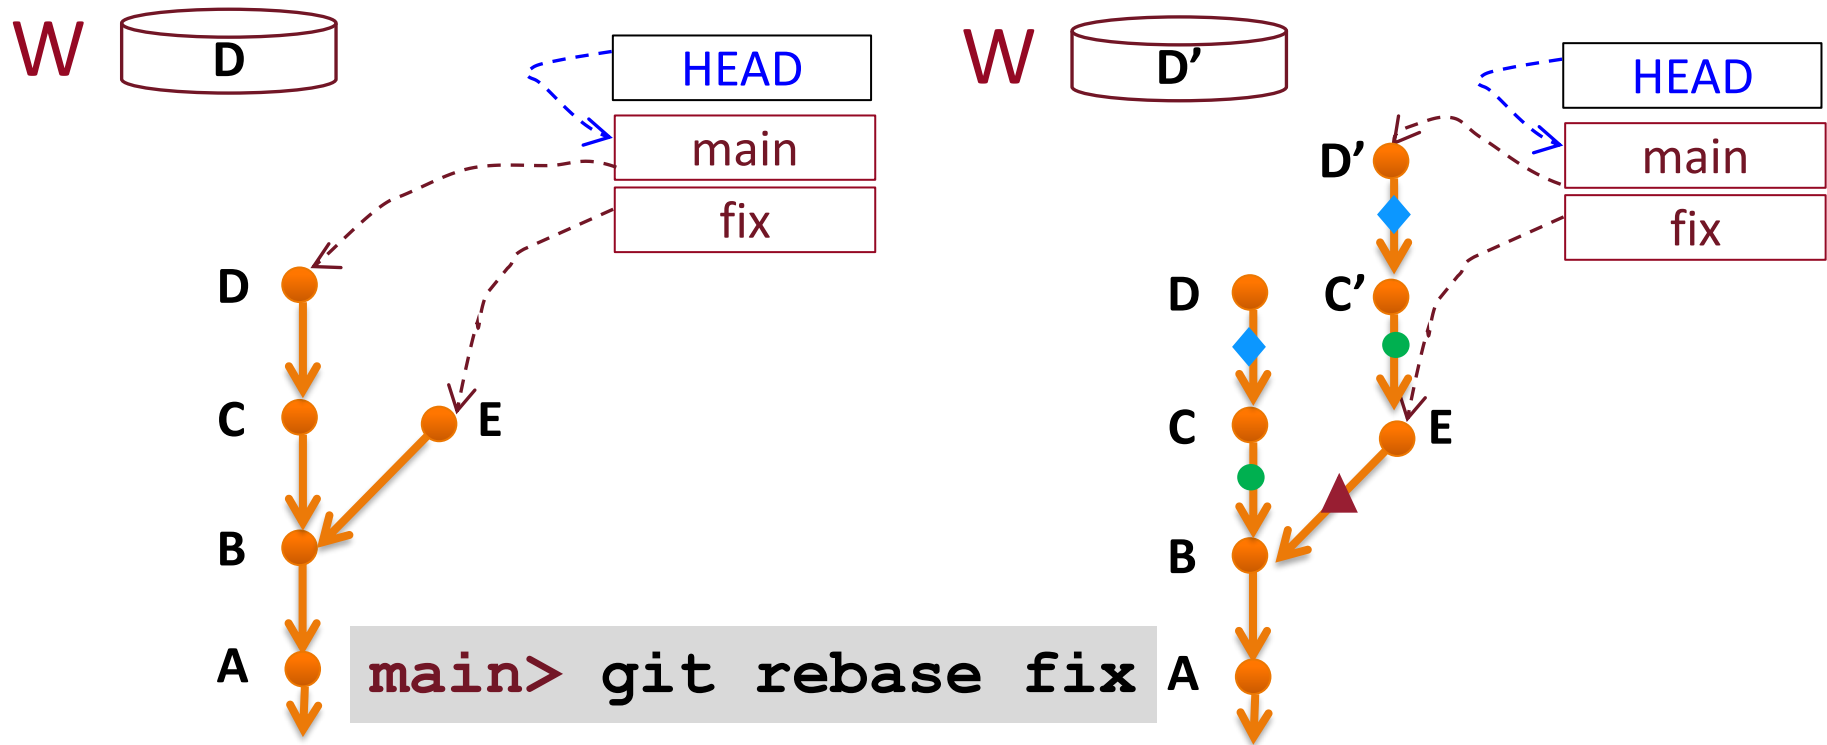 W
D
HEAD
main
fix
D
C
E
B
A
main> git rebase fix
W
D’
HEAD
main
fix
D’
D
C’
C
E
B
A